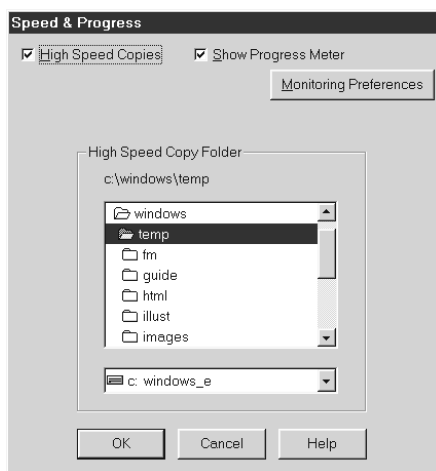 Speed & Progress
High Speed Copies Show Progress Meter
Monitoring Preferences
High Speed Copy Folder
c:\windows\temp
windows
temp
fm
guide
html
illust
images
c: windows_e
OK Cancel Help